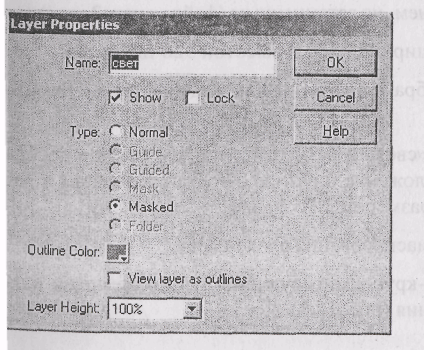 Layer Properties
Name: свет OK
Show Lock Cancel
Type: Normal Help
Guide
Guided
Mask
Masked
Folder
Outline Color:
View layer as outlines
Layer Height: 100%